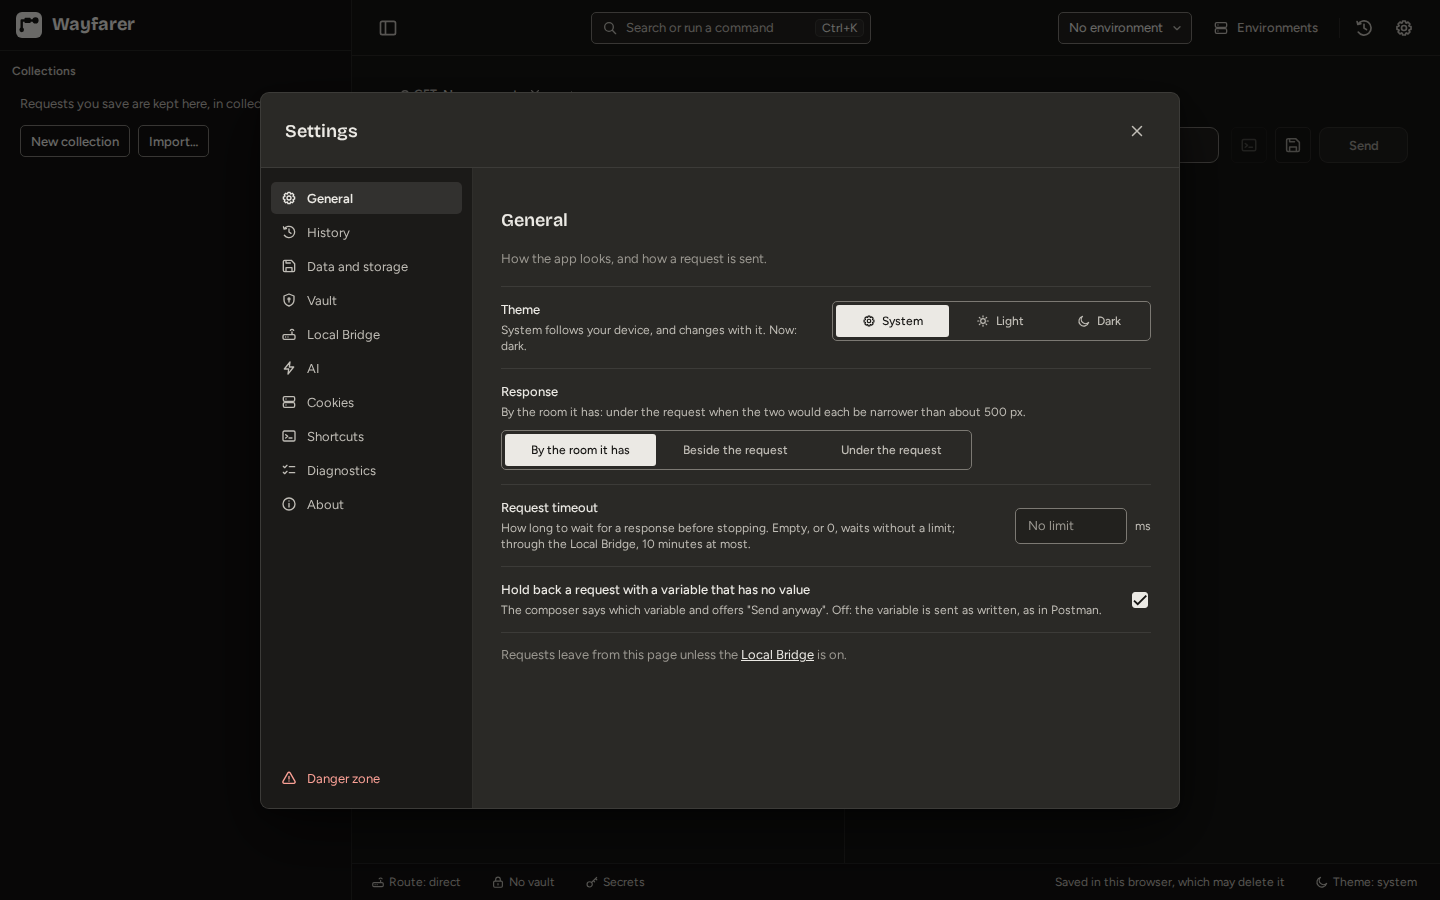 Wayfarer
Search or run a command
Ctrl+K
No environment
Environments
Collections
Requests you save are kept here, in collec
New collection
Import...
Send
Settings
General
History
Data and storage
Vault
Local Bridge
AI
Cookies
Shortcuts
Diagnostics
About
Danger zone
General
How the app looks, and how a request is sent.
Theme
System follows your device, and changes with it. Now:
dark.
System
Light
Dark
Response
By the room it has: under the request when the two would each be narrower than about 500 px.
By the room it has
Beside the request
Under the request
Request timeout
How long to wait for a response before stopping. Empty, or 0, waits without a limit;
through the Local Bridge, 10 minutes at most.
No limit
ms
Hold back a request with a variable that has no value
The composer says which variable and offers "Send anyway". Off: the variable is sent as written, as in Postman.
Requests leave from this page unless the Local Bridge is on.
Route: direct
No vault
Secrets
Saved in this browser, which may delete it
Theme: system